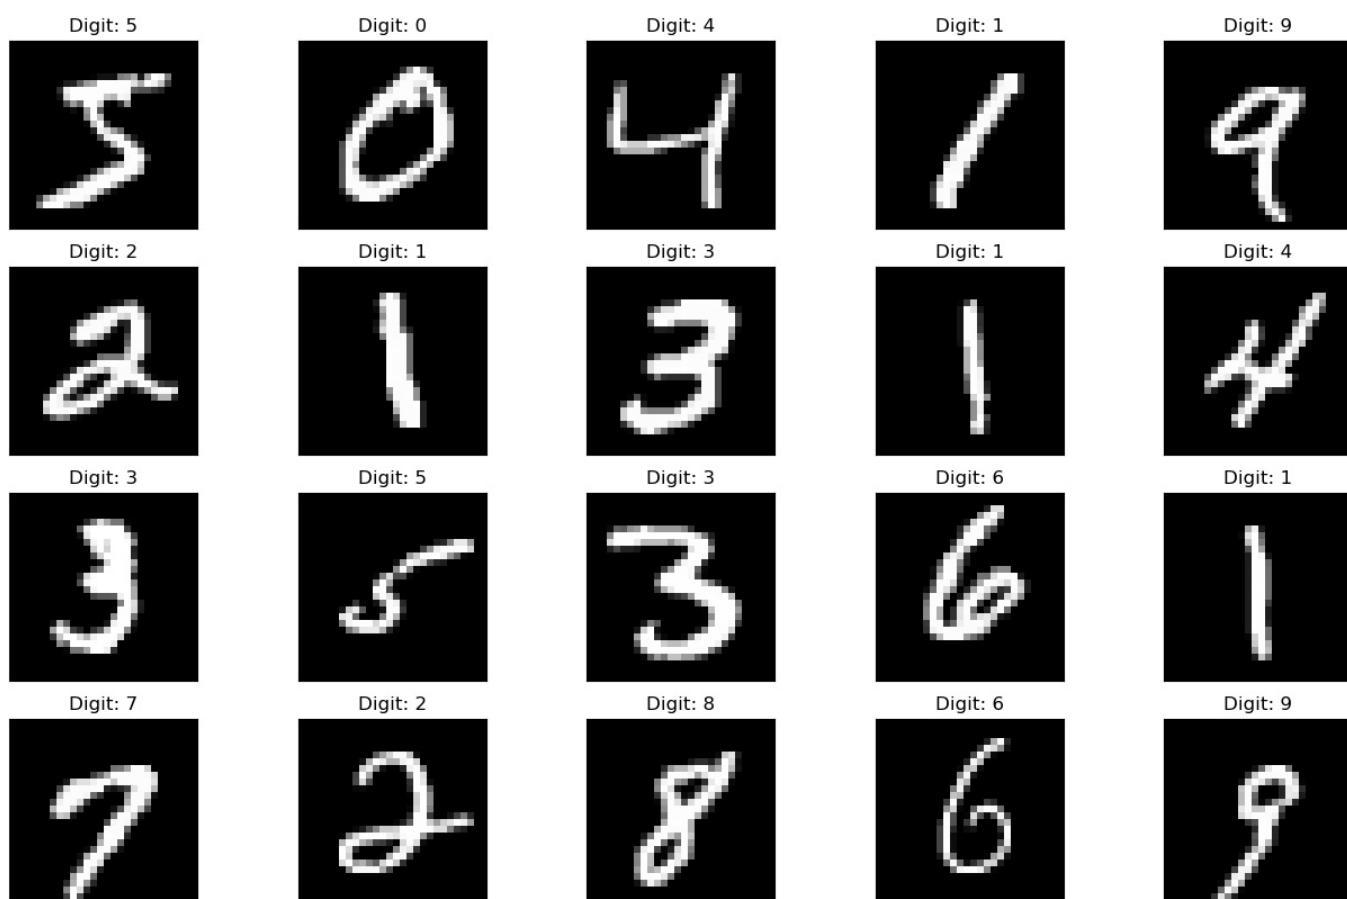 Digit: 5 Digit: 0 Digit: 4 Digit: 1 Digit: 9
5 0 4 1 9
Digit: 2 Digit: 1 Digit: 3 Digit: 1 Digit: 4
2 1 3 1 4
Digit: 3 Digit: 5 Digit: 3 Digit: 6 Digit: 1
3 5 3 6 1
Digit: 7 Digit: 2 Digit: 8 Digit: 6 Digit: 9
7 2 8 6 9